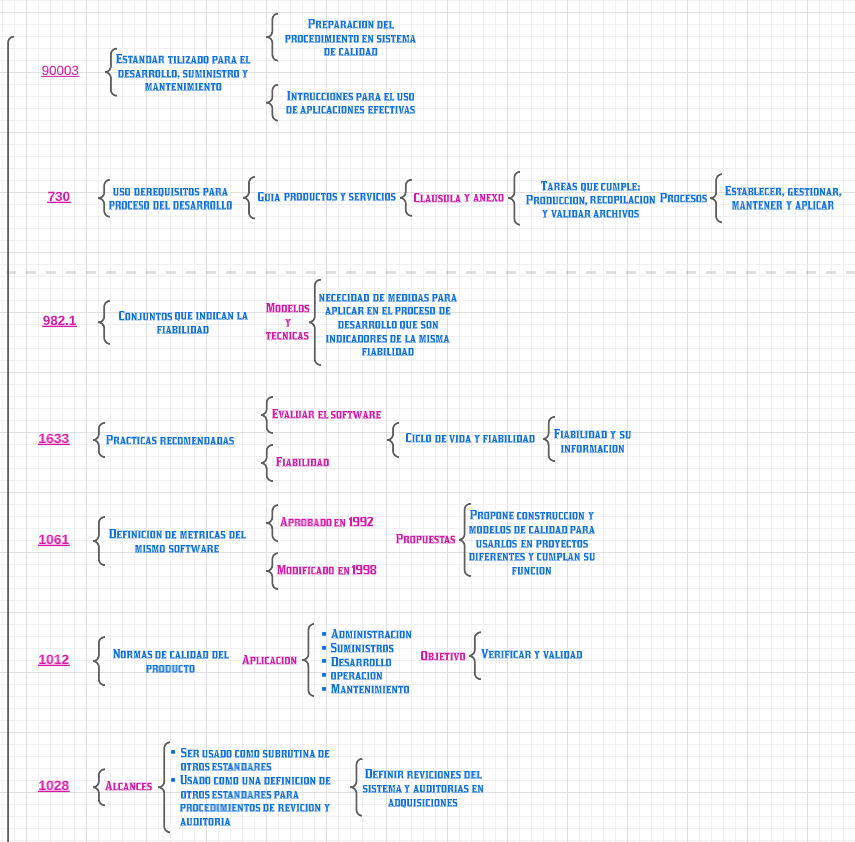 90003
ESTANDAR TILIZADO PARA EL
DESARROLLO, SUMINISTRO Y
MANTENIMIENTO
PREPARACION DEL
PROCEDIMIENTO EN SISTEMA
DE CALIDAD
INTRUCCIONES PARA EL USO
DE APLICACIONES EFECTIVAS
730
USO DEREQUISITOS PARA
PROCESO DEL DESARROLLO
GUIA PRODUCTOS Y SERVICIOS
CLAUSULA Y ANEXO
TAREAS QUE CUMPLE:
PRODUCCION, RECOPILACION
Y VALIDAR ARCHIVOS
PROCESOS
ESTABLECER, GESTIONAR,
MANTENER Y APLICAR
982.1
CONJUNTOS QUE INDICAN LA
FIABILIDAD
MODELOS
Y
TECNICAS
NECECIDAD DE MEDIDAS PARA
APLICAR EN EL PROCESO DE
DESARROLLO QUE SON
INDICADORES DE LA MISMA
FIABILIDAD
1633
PRACTICAS RECOMENDADAS
EVALUAR EL SOFTWARE
FIABILIDAD
CICLO DE VIDA Y FIABILIDAD
FIABILIDAD Y SU
INFORMACION
1061
DEFINICION DE METRICAS DEL
MISMO SOFTWARE
APROBADO EN 1992
MODIFICADO EN 1998
PROPUESTAS
PROPONE CONSTRUCCION Y
MODELOS DE CALIDAD PARA
USARLOS EN PROYECTOS
DIFERENTES Y CUMPLAN SU
FUNCION
1012
NORMAS DE CALIDAD DEL
PRODUCTO
APLICACION
▪ ADMINISTRACION
▪ SUMINISTROS
▪ DESARROLLO
▪ OPERACION
▪ MANTENIMIENTO
OBJETIVO
VERIFICAR Y VALIDAD
1028
ALCANCES
▪ SER USADO COMO SUBRUTINA DE
OTROS ESTANDARES
▪ USADO COMO UNA DEFINICION DE
OTROS ESTANDARES PARA
PROCEDIMIENTOS DE REVICION Y
AUDITORIA
DEFINIR REVICIONES DEL
SISTEMA Y AUDITORIAS EN
ADQUISICIONES